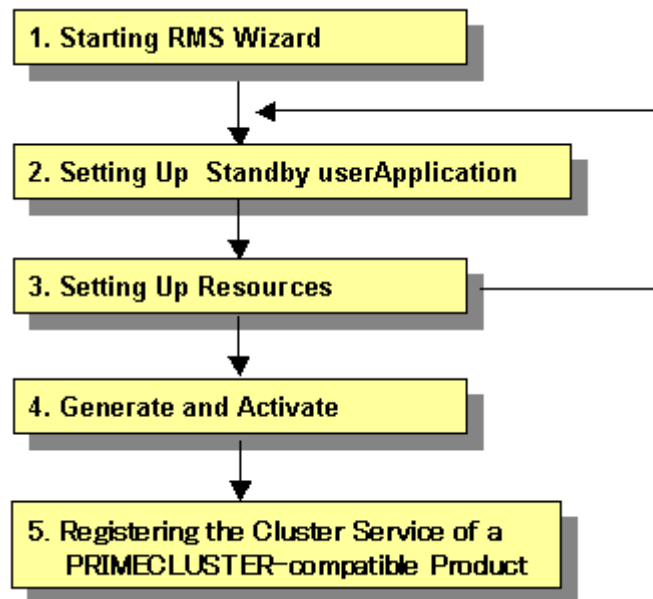 1. Starting RMS Wizard
2. Setting Up Standby userApplication
3. Setting Up Resources
4. Generate and Activate
5. Registering the Cluster Service of a
PRIMECLUSTER-compatible Product